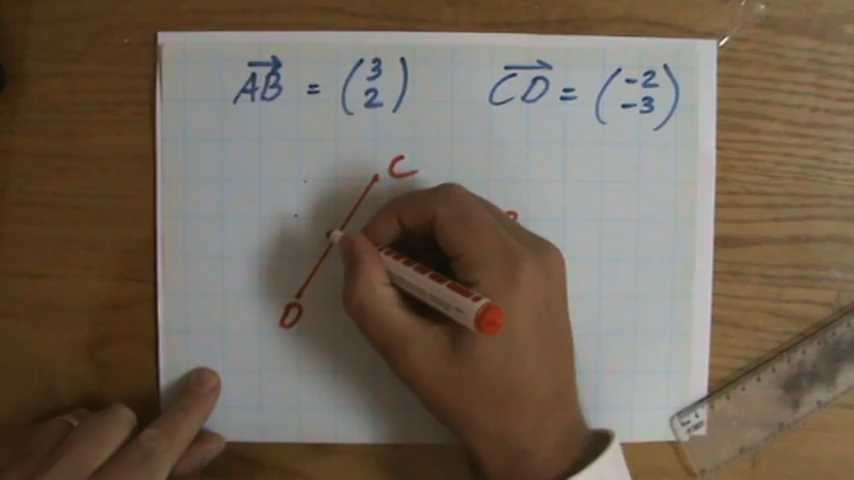 AB = (3 2) CD = (-2 -3)
C
D